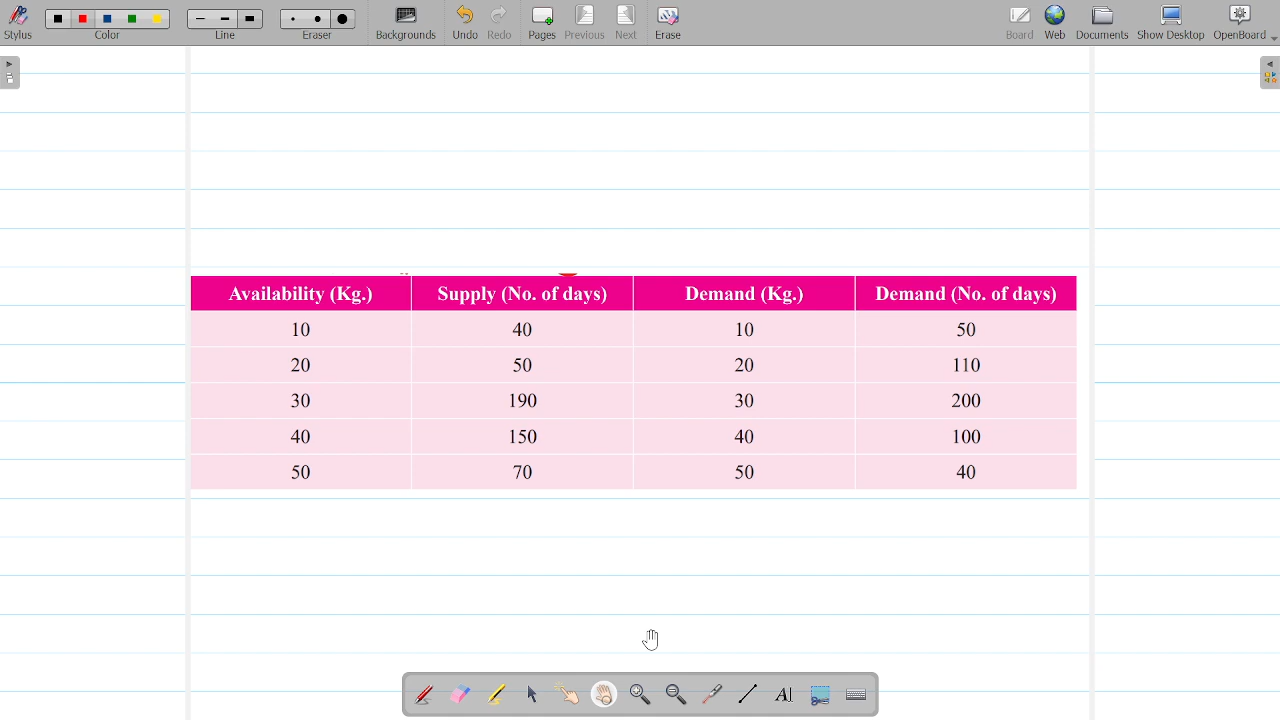 Stylus Color Line Eraser Backgrounds Undo Redo Pages Previous Next Erase Board Web Documents Show Desktop OpenBoard
Availability (Kg.) Supply (No. of days) Demand (Kg.) Demand (No. of days)
10 40 10 50
20 50 20 110
30 190 30 200
40 150 40 100
50 70 50 40